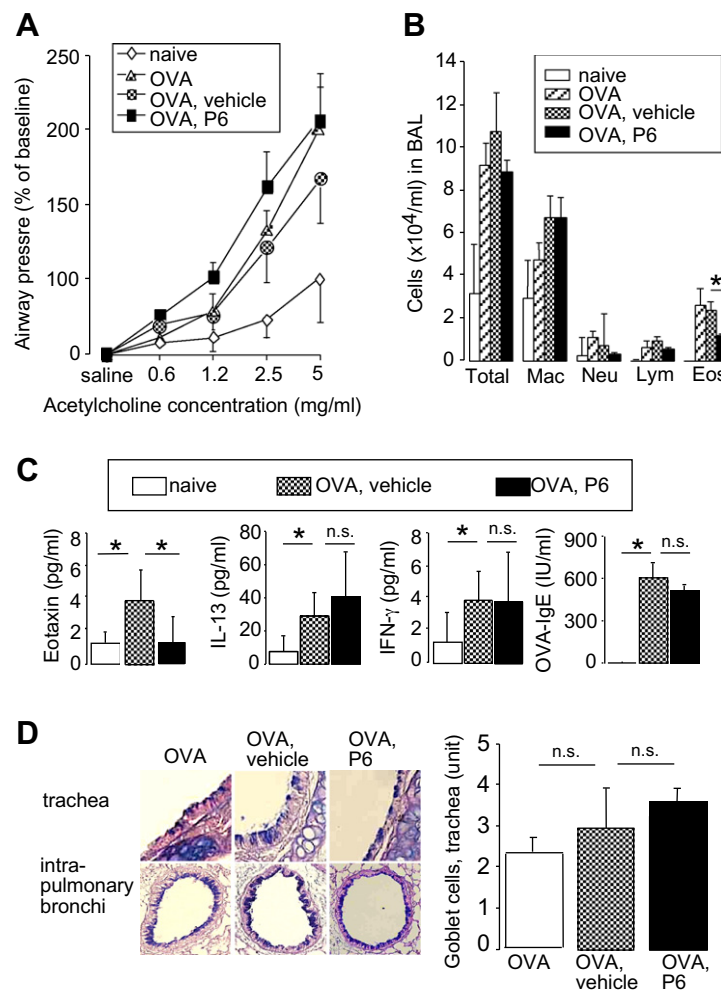 A
naive
OVA
OVA, vehicle
OVA, P6
Airway pressre (% of baseline)
200
150
100
50
0
saline 0.6 1.2 2.5 5
Acetylcholine concentration (mg/ml)
B
naive
OVA
OVA, vehicle
OVA, P6
Cells (x10⁴/ml) in BAL
14
12
10
8
6
4
2
0
*
Total Mac Neu Lym Eos
C
naive OVA, vehicle OVA, P6
Eotaxin (pg/ml)
8
6
4
2
0
* *
IL-13 (pg/ml)
80
60
40
20
0
* n.s.
IFN-γ (pg/ml)
8
6
4
2
0
* n.s.
OVA-IgE (IU/ml)
900
600
300
0
* n.s.
D
OVA OVA, vehicle OVA, P6
trachea
intra-
pulmonary
bronchi
Goblet cells, trachea (unit)
5
4
3
2
1
0
n.s. n.s.
OVA OVA, vehicle OVA, P6